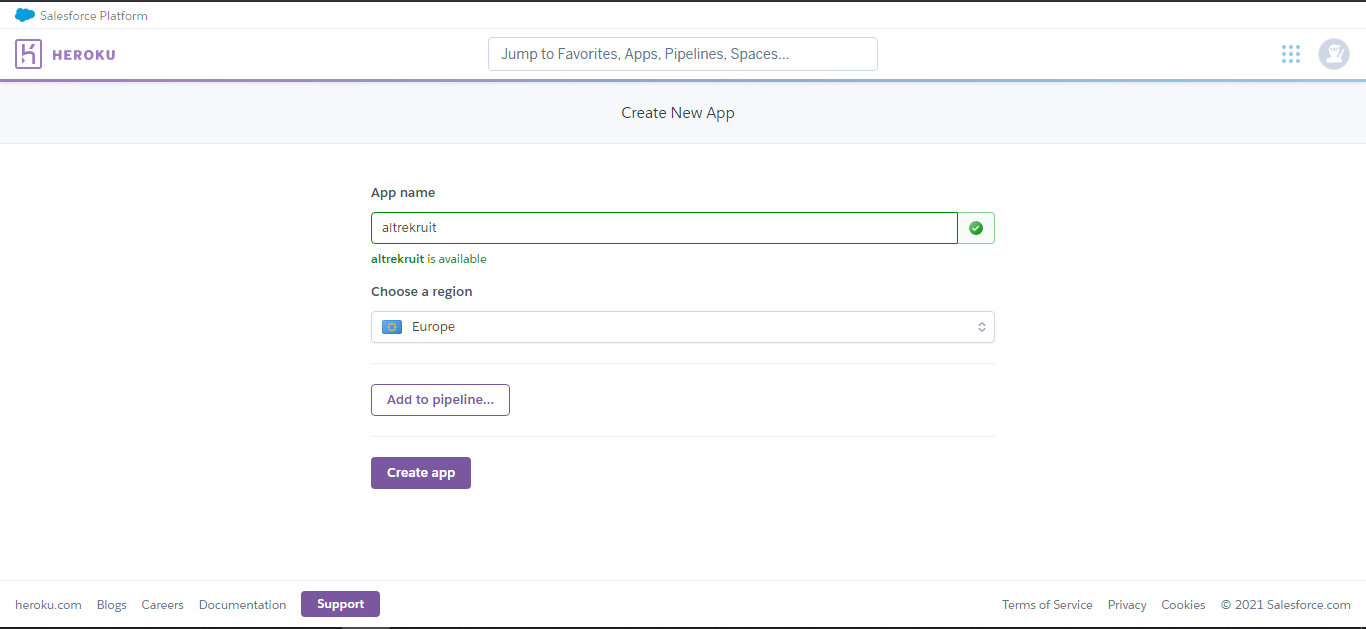 Salesforce Platform
HEROKU
Jump to Favorites, Apps, Pipelines, Spaces...
Create New App
App name
altrekruit
altrekruit is available
Choose a region
Europe
Add to pipeline...
Create app
heroku.com Blogs Careers Documentation Support Terms of Service Privacy Cookies © 2021 Salesforce.com